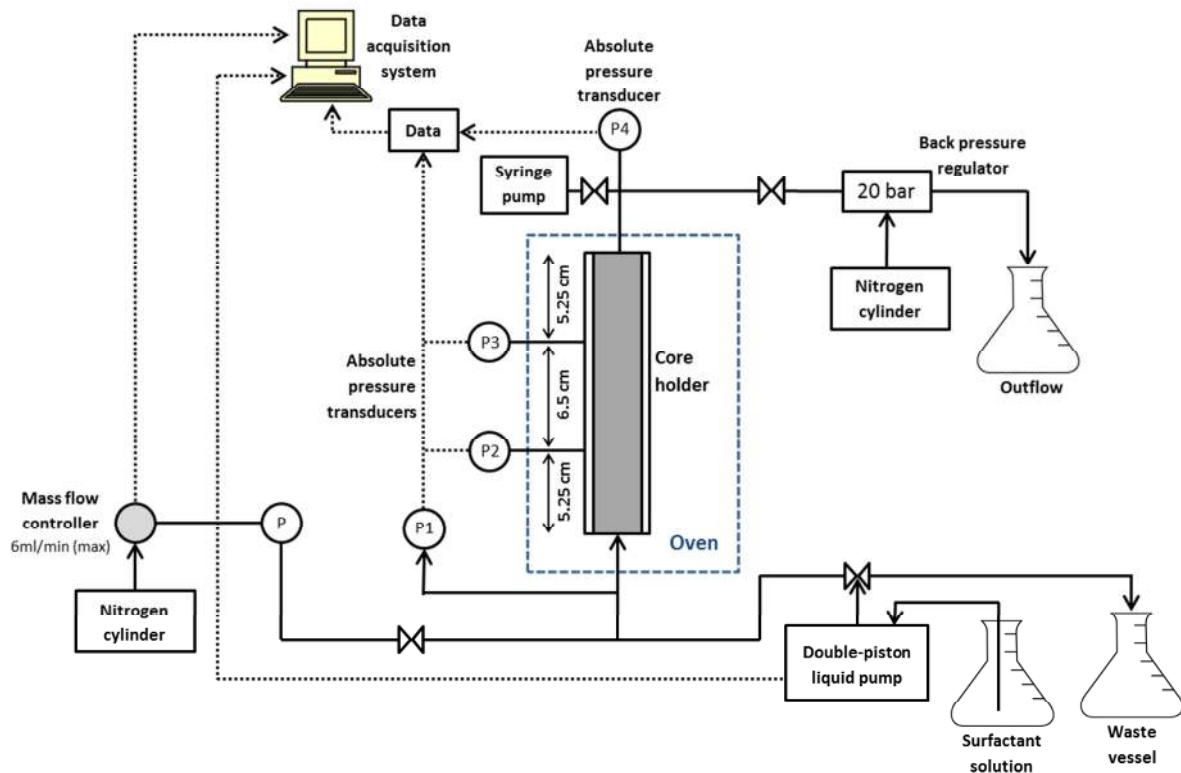 Data
acquisition
system
Absolute
pressure
transducer
P4
Data
Back pressure
regulator
Syringe
pump
20 bar
Nitrogen
cylinder
Outflow
5.25 cm
6.5 cm
5.25 cm
P3
Core
holder
Absolute
pressure
transducers
P2
Mass flow
controller
6ml/min (max)
P
P1
Oven
Nitrogen
cylinder
Double-piston
liquid pump
Surfactant
solution
Waste
vessel